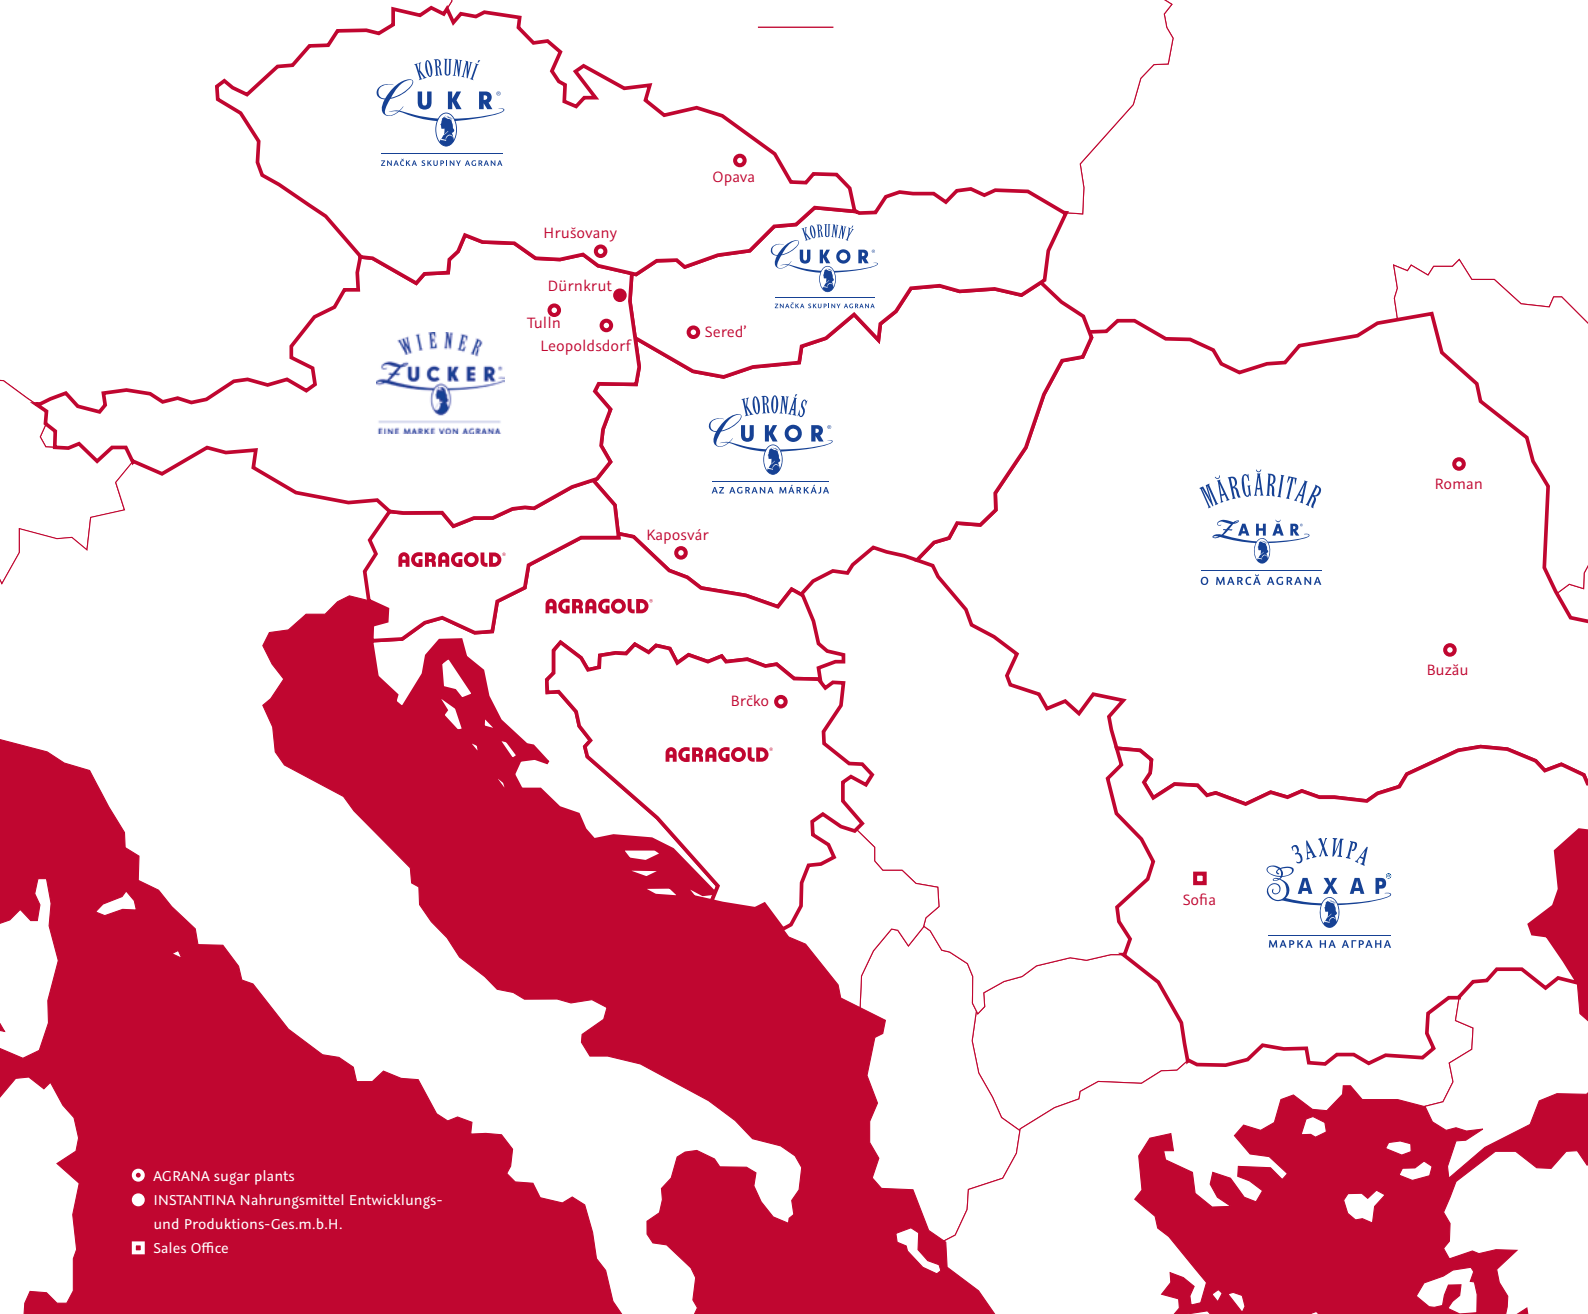 KORUNNÍ
CUKR®
ZNAČKA SKUPINY AGRANA
Opava
Hrušovany
KORUNNÝ
CUKOR®
ZNAČKA SKUPINY AGRANA
Dürnkrut
Tulln
Leopoldsdorf
Sereď
WIENER
ZUCKER®
EINE MARKE VON AGRANA
KORONÁS
CUKOR®
AZ AGRANA MÁRKÁJA
Roman
MĂRGĂRITAR
ZAHĂR®
O MARCĂ AGRANA
Kaposvár
AGRAGOLD®
AGRAGOLD®
Buzău
Brčko
AGRAGOLD®
ЗАХИРА
ЗАХАР®
МАРКА НА АГРАНА
Sofia
AGRANA sugar plants
INSTANTINA Nahrungsmittel Entwicklungs-
und Produktions-Ges.m.b.H.
Sales Office